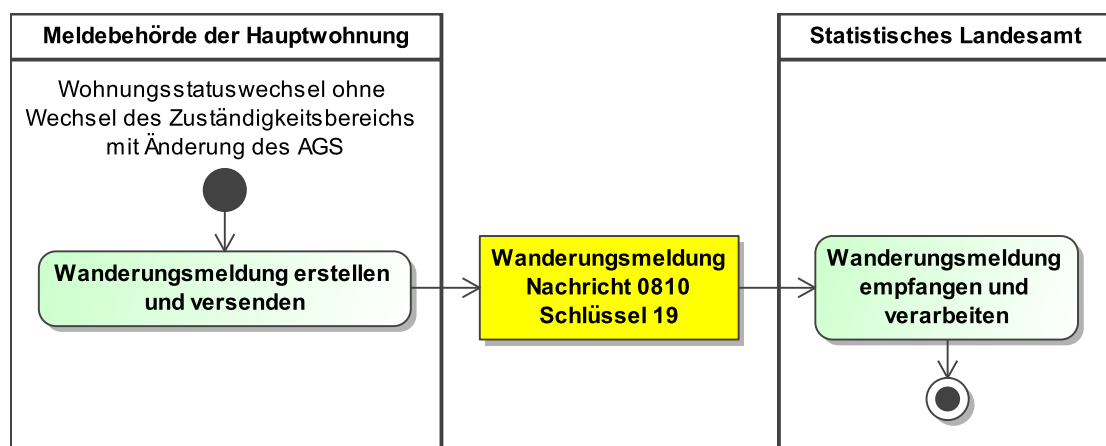 Meldebehörde der Hauptwohnung
Wohnungsstatuswechsel ohne
Wechsel des Zuständigkeitsbereichs
mit Änderung des AGS
Wanderungsmeldung erstellen
und versenden
Wanderungsmeldung
Nachricht 0810
Schlüssel 19
Statistisches Landesamt
Wanderungsmeldung
empfangen und
verarbeiten